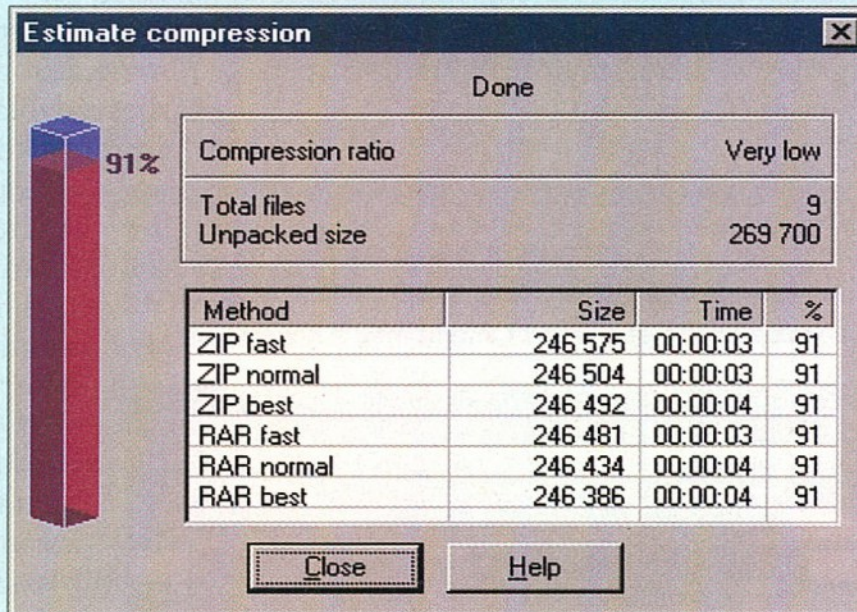 Estimate compression
Done
91%
Compression ratio Very low
Total files 9
Unpacked size 269 700
Method Size Time %
ZIP fast 246 575 00:00:03 91
ZIP normal 246 504 00:00:03 91
ZIP best 246 492 00:00:04 91
RAR fast 246 481 00:00:03 91
RAR normal 246 434 00:00:04 91
RAR best 246 386 00:00:04 91
Close Help